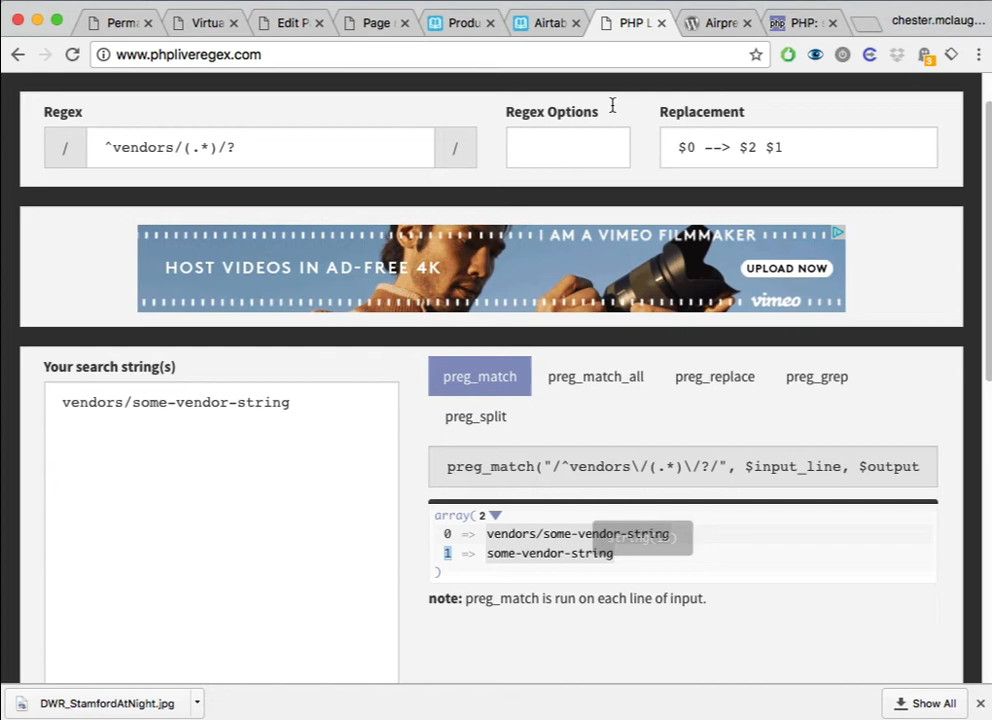 Perma
Virtua
Edit P
Page
Produ
Airtab
PHP L
Airpre
PHP:
chester.mclaug...
www.phpliveregex.com
3
Regex
Regex Options
Replacement
/ ^vendors/(.*)/? /
$0 --> $2 $1
I AM A VIMEO FILMMAKER
HOST VIDEOS IN AD-FREE 4K
UPLOAD NOW
vimeo
Your search string(s)
vendors/some-vendor-string
preg_match
preg_match_all
preg_replace
preg_grep
preg_split
preg_match("/^vendors\/(.*)\/?/", $input_line, $output
array( 2
0 => vendors/some-vendor-string
1 => some-vendor-string
)
note: preg_match is run on each line of input.
DWR_StamfordAtNight.jpg
Show All